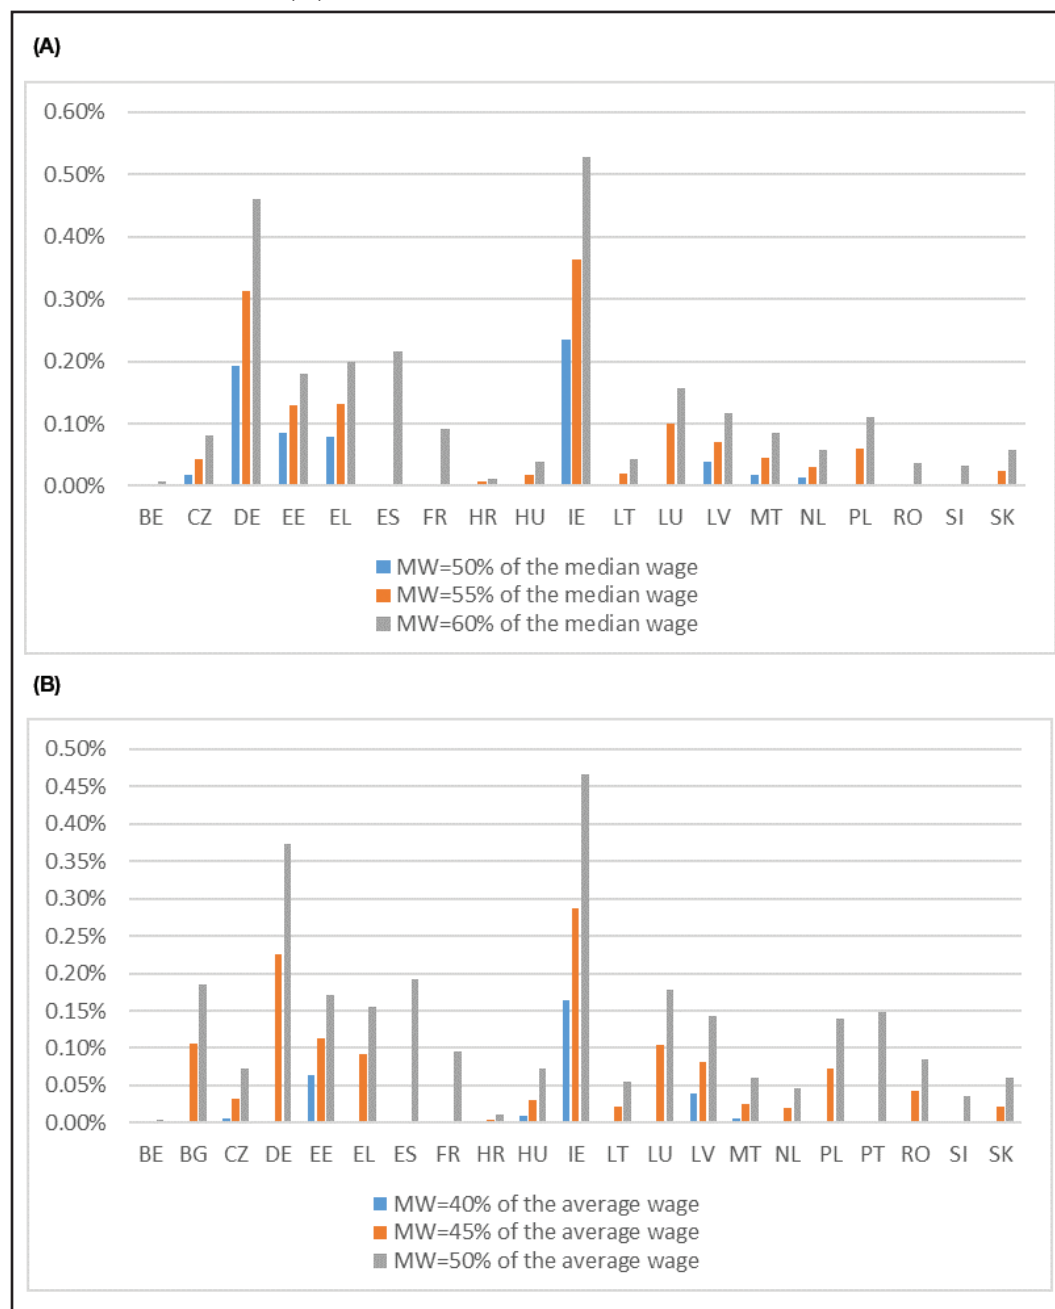 (A)
0.60%
0.50%
0.40%
0.30%
0.20%
0.10%
0.00%
BE CZ DE EE EL ES FR HR HU IE LT LU LV MT NL PL RO SI SK
MW=50% of the median wage
MW=55% of the median wage
MW=60% of the median wage
(B)
0.50%
0.45%
0.40%
0.35%
0.30%
0.25%
0.20%
0.15%
0.10%
0.05%
0.00%
BE BG CZ DE EE EL ES FR HR HU IE LT LU LV MT NL PL PT RO SI SK
MW=40% of the average wage
MW=45% of the average wage
MW=50% of the average wage